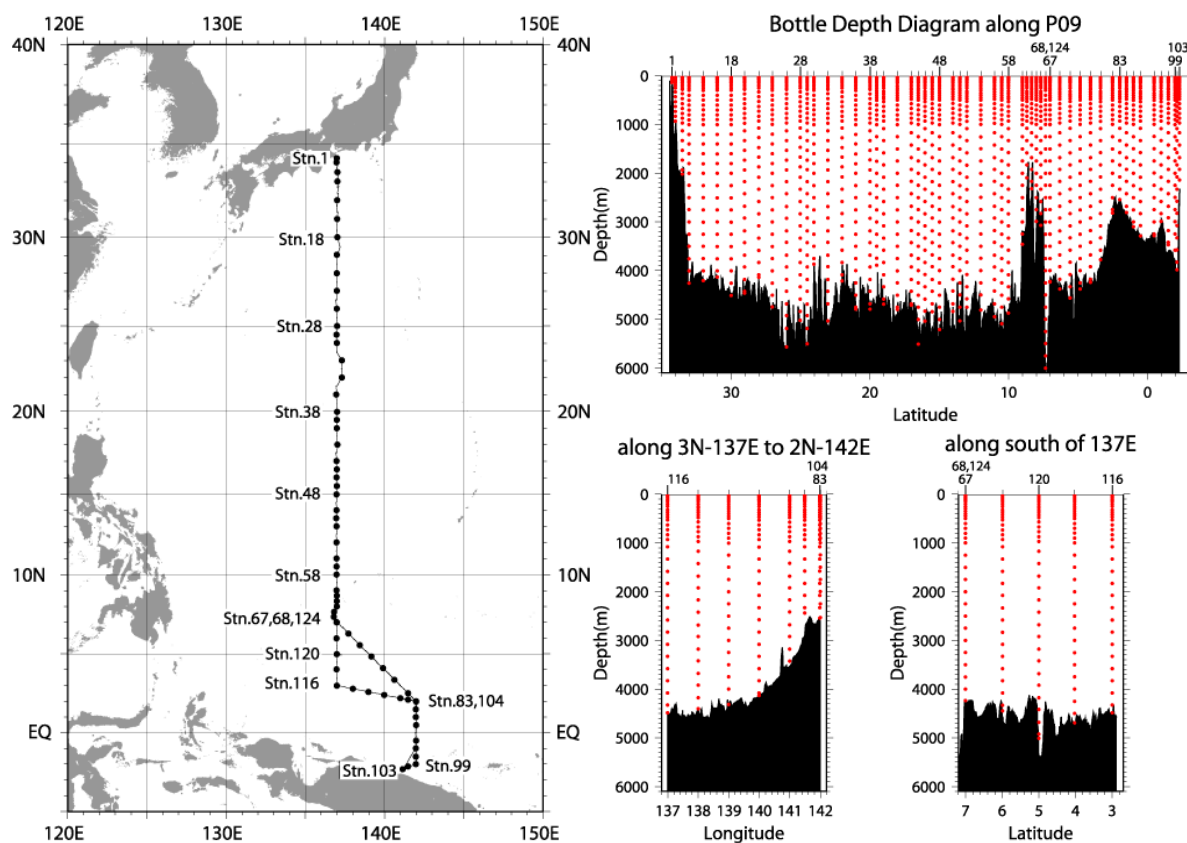 120E 130E 140E 150E
40N 40N
Stn.1
30N 30N
Stn.18
Stn.28
20N 20N
Stn.38
Stn.48
10N 10N
Stn.58
Stn.67,68,124
Stn.120
Stn.116
Stn.83,104
EQ EQ
Stn.103
Stn.99
120E 130E 140E 150E
Bottle Depth Diagram along P09
68,124 103
1 18 28 38 48 58 67 83 99
0
1000
2000
3000
4000
5000
6000
Depth(m)
30 20 10 0
Latitude
along 3N-137E to 2N-142E
104
116 83
0
1000
2000
3000
4000
5000
6000
Depth(m)
137 138 139 140 141 142
Longitude
along south of 137E
68,124
67 120 116
0
1000
2000
3000
4000
5000
6000
Depth(m)
7 6 5 4 3
Latitude